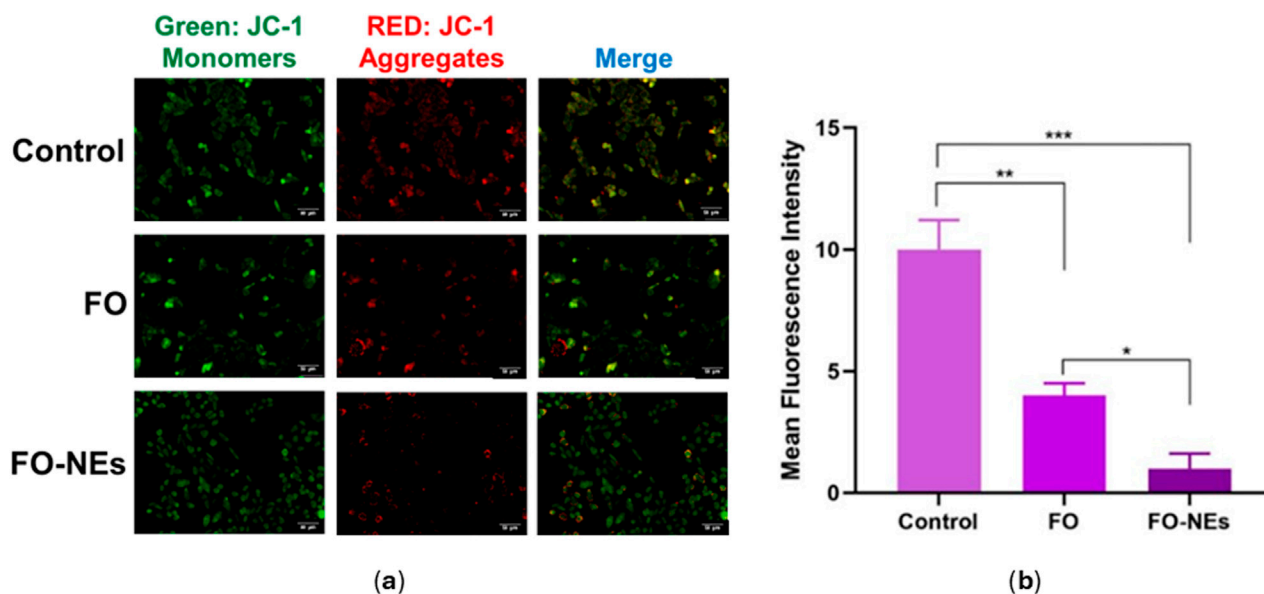 Green: JC-1
Monomers
RED: JC-1
Aggregates
Merge
Control
FO
FO-NEs
(a)
Mean Fluorescence Intensity
15
10
5
0
***
**
*
Control
FO
FO-NEs
(b)